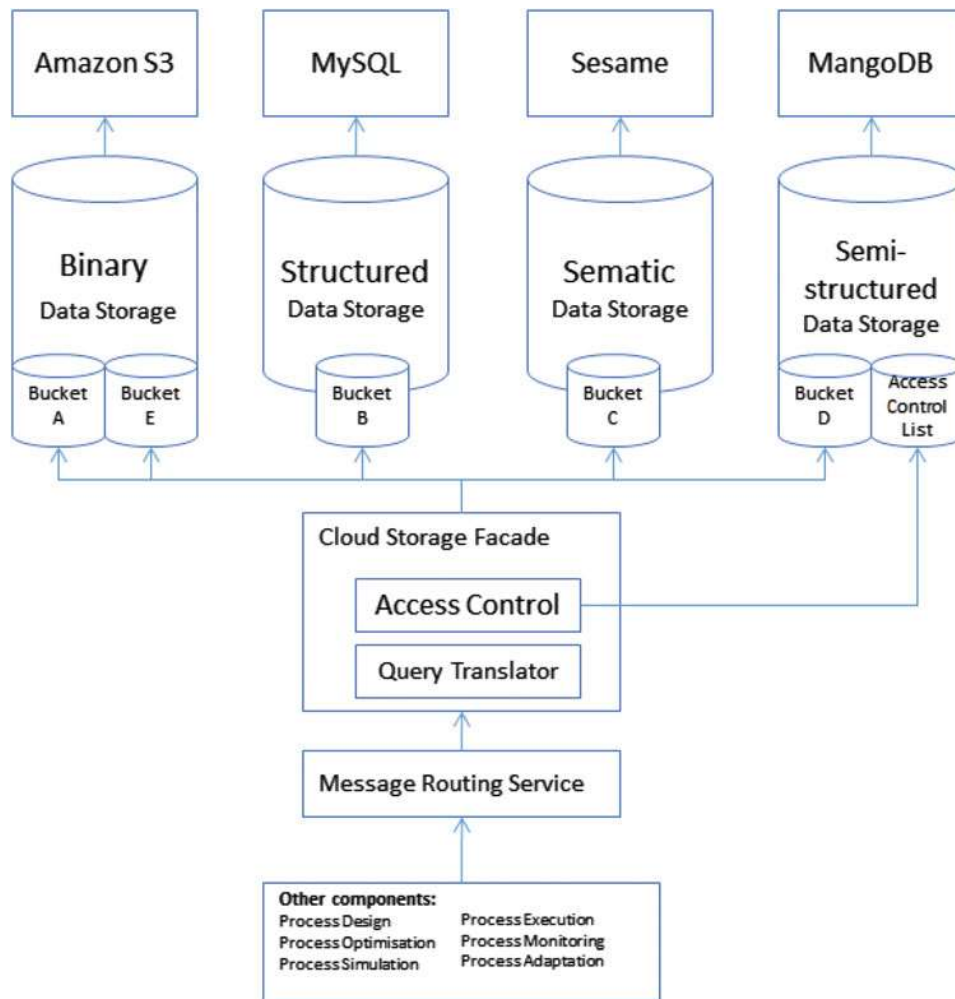 Amazon S3
MySQL
Sesame
MangoDB
Binary
Data Storage
Structured
Data Storage
Sematic
Data Storage
Semi-
structured
Data Storage
Bucket
A
Bucket
E
Bucket
B
Bucket
C
Bucket
D
Access
Control
List
Cloud Storage Facade
Access Control
Query Translator
Message Routing Service
Other components:
Process Design
Process Optimisation
Process Simulation
Process Execution
Process Monitoring
Process Adaptation